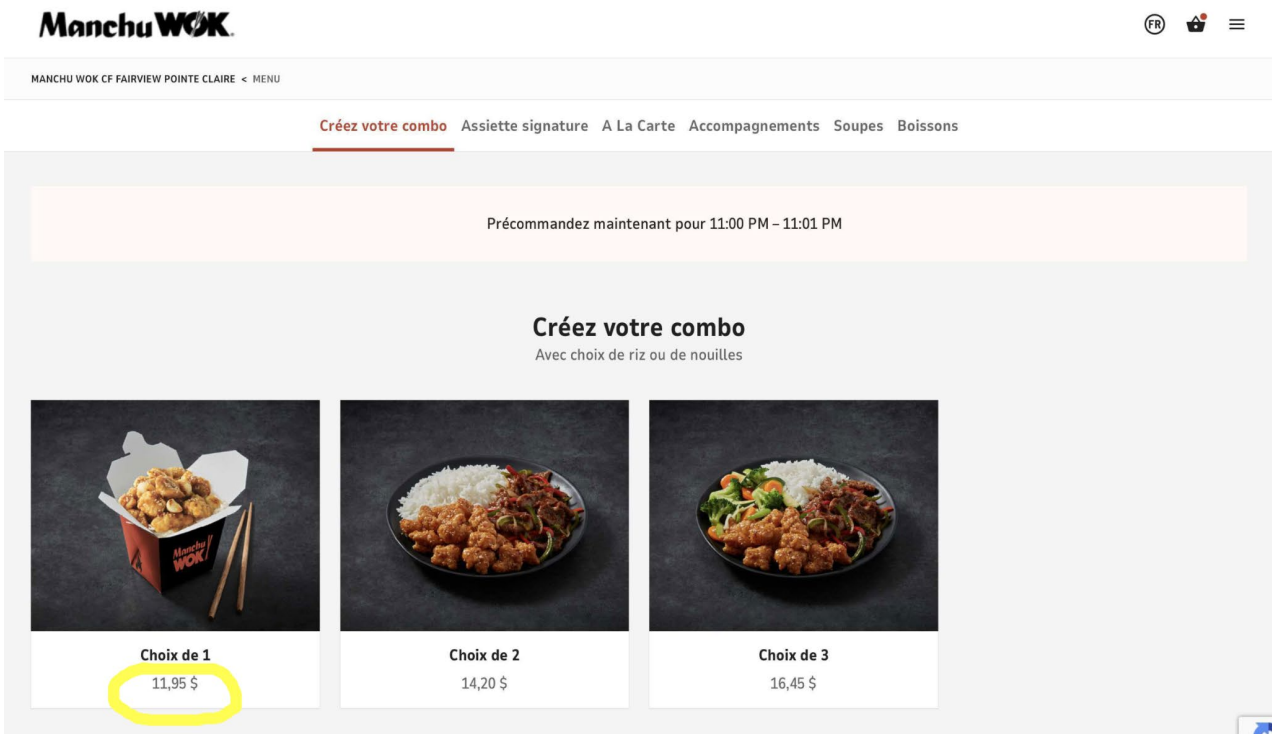 Manchu WOK.
FR
MANCHU WOK CF FAIRVIEW POINTE CLAIRE < MENU
Créez votre combo Assiette signature A La Carte Accompagnements Soupes Boissons
Précommandez maintenant pour 11:00 PM – 11:01 PM
Créez votre combo
Avec choix de riz ou de nouilles
Manchu
WOK
Choix de 1
11,95 $
Choix de 2
14,20 $
Choix de 3
16,45 $